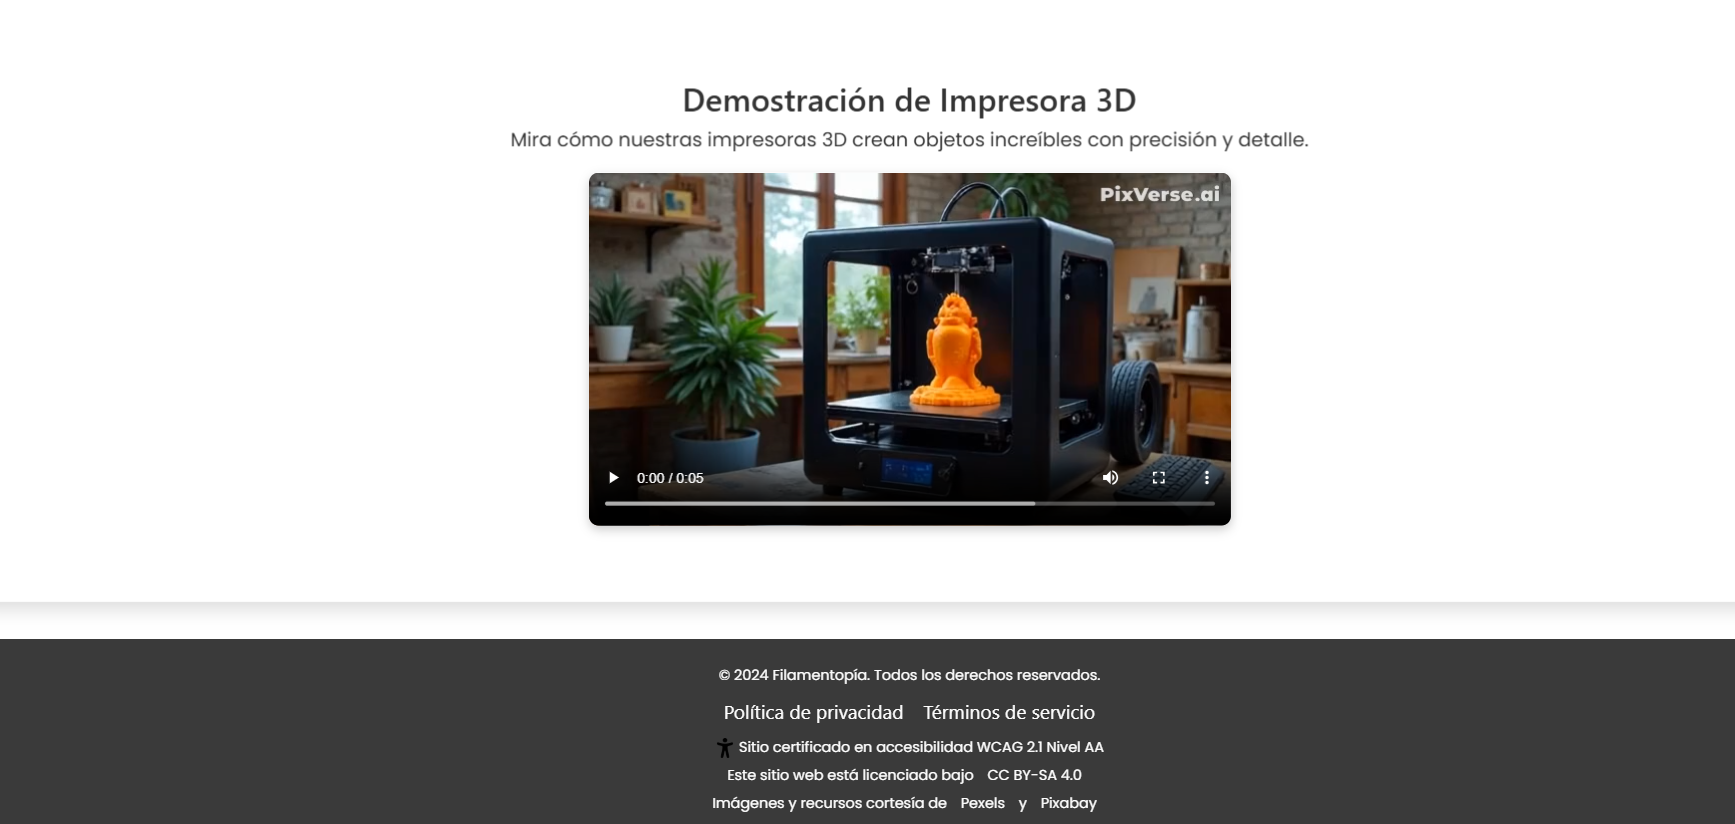 Demostración de Impresora 3D
Mira cómo nuestras impresoras 3D crean objetos increíbles con precisión y detalle.
PixVerse.ai
0:00 / 0:05
© 2024 Filamentopía. Todos los derechos reservados.
Política de privacidad Términos de servicio
Sitio certificado en accesibilidad WCAG 2.1 Nivel AA
Este sitio web está licenciado bajo CC BY-SA 4.0
Imágenes y recursos cortesía de Pexels y Pixabay